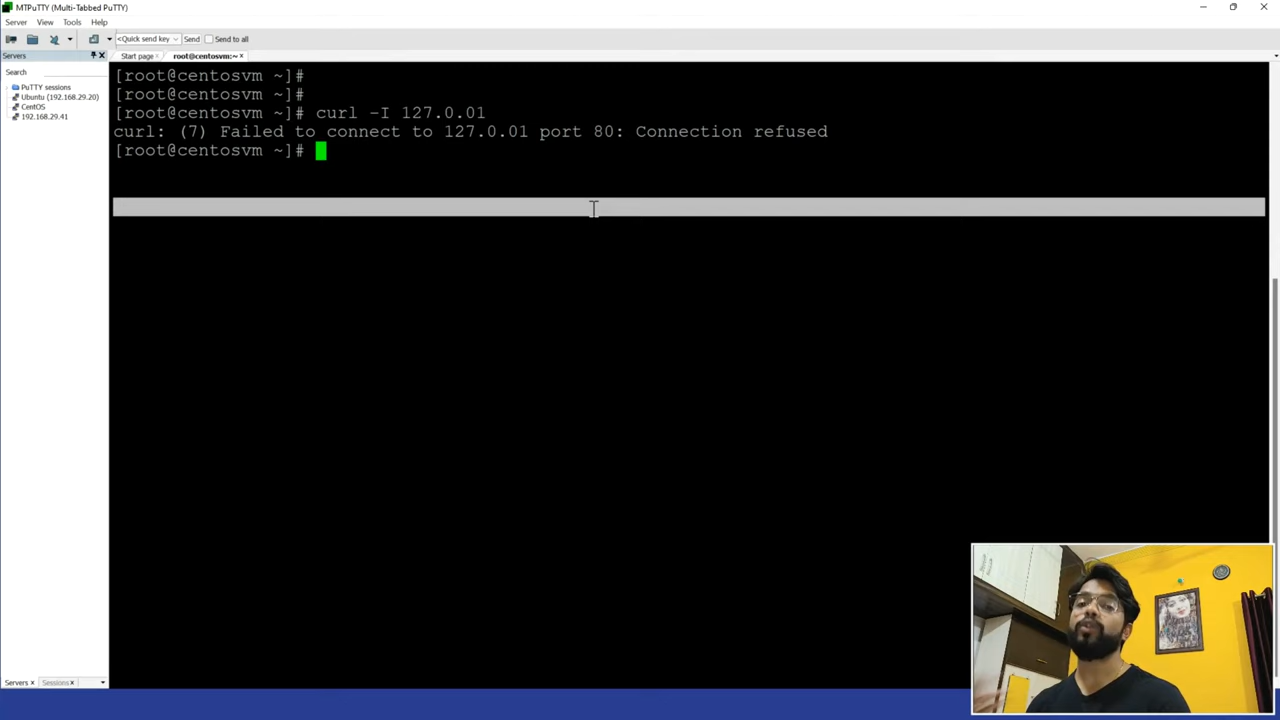 MTPuTTY (Multi-Tabbed PuTTY)
Server View Tools Help
<Quick send key Send Send to all
Servers
Start page
root@centosvm:~
Search
PuTTY sessions
Ubuntu (192.168.29.20)
CentOS
192.168.29.41
[root@centosvm ~]#
[root@centosvm ~]#
[root@centosvm ~]# curl -I 127.0.01
curl: (7) Failed to connect to 127.0.01 port 80: Connection refused
[root@centosvm ~]#
Servers
Sessions